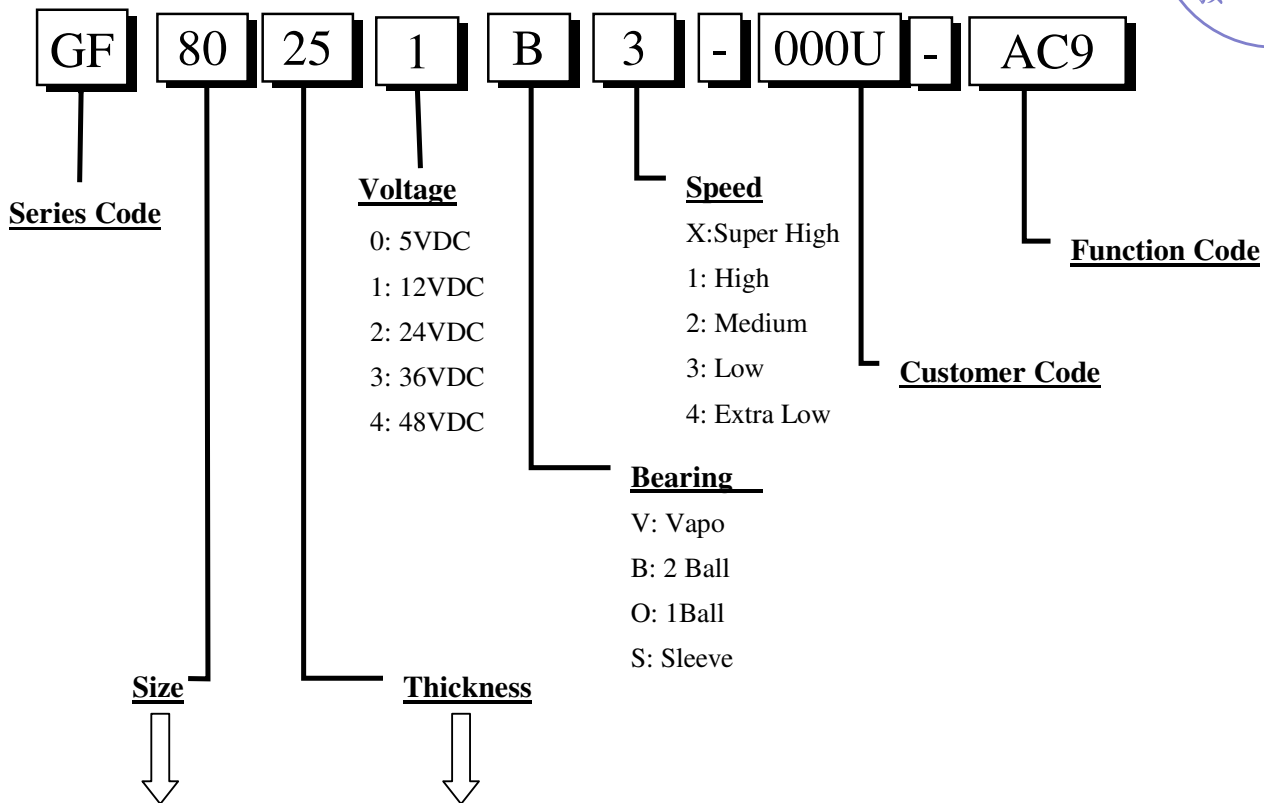 GF 80 25 1 B 3 - 000U - AC9
Series Code
Voltage
0: 5VDC
1: 12VDC
2: 24VDC
3: 36VDC
4: 48VDC
Speed
X:Super High
1: High
2: Medium
3: Low
4: Extra Low
Function Code
Customer Code
Bearing
V: Vapo
B: 2 Ball
O: 1Ball
S: Sleeve
Size
Thickness